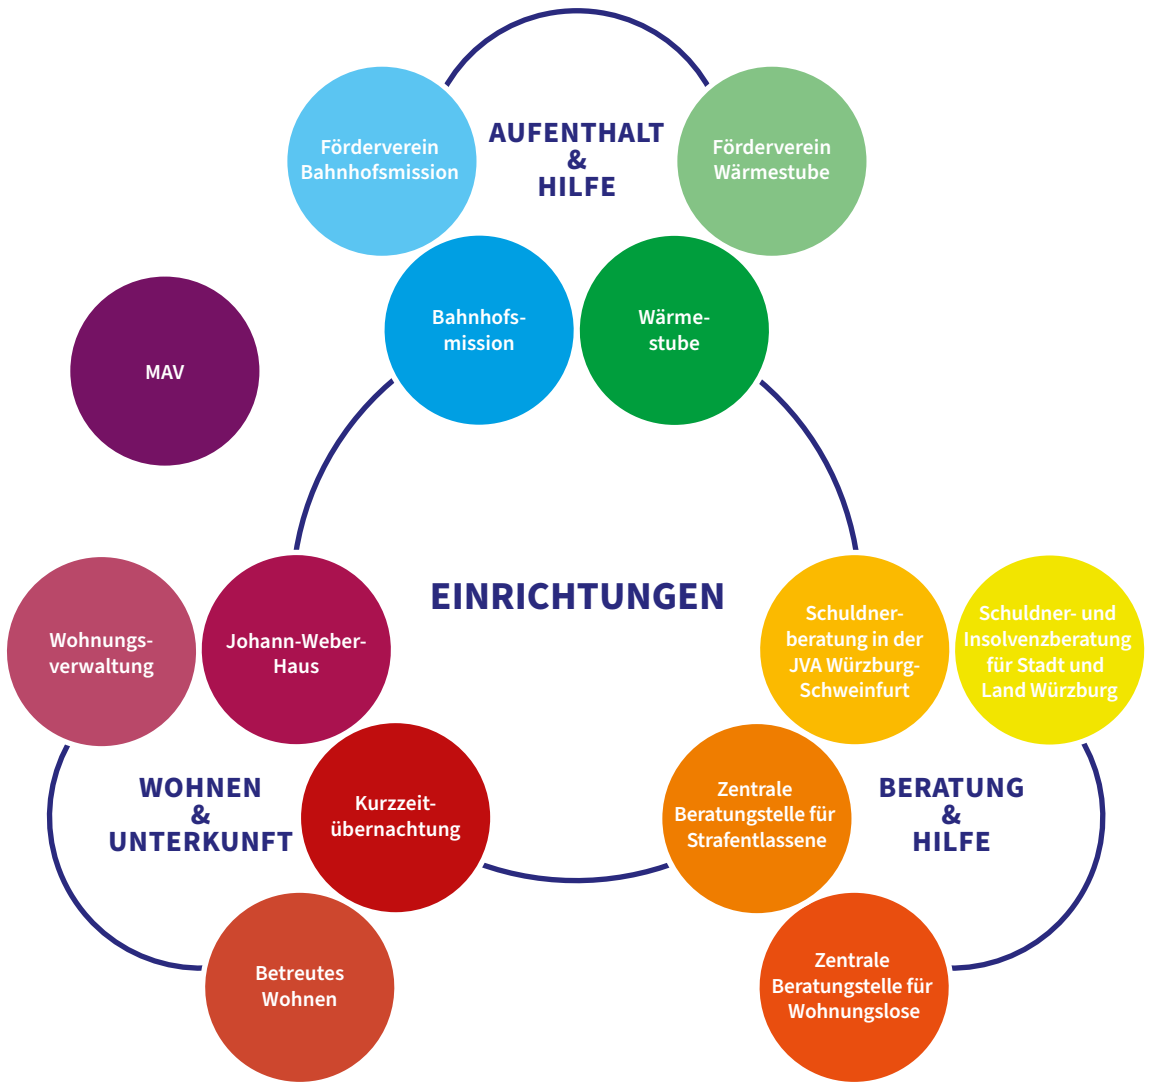 AUFENTHALT
&
HILFE
Förderverein
Bahnhofsmission
Förderverein
Wärmestube
Bahnhofs-
mission
Wärme-
stube
MAV
EINRICHTUNGEN
Wohnungs-
verwaltung
Johann-Weber-
Haus
Schuldner-
beratung in der
JVA Würzburg-
Schweinfurt
Schuldner- und
Insolvenzberatung
für Stadt und
Land Würzburg
WOHNEN
&
UNTERKUNFT
Kurzzeit-
übernachtung
Zentrale
Beratungstelle für
Strafentlassene
BERATUNG
&
HILFE
Betreutes
Wohnen
Zentrale
Beratungstelle für
Wohnungslose